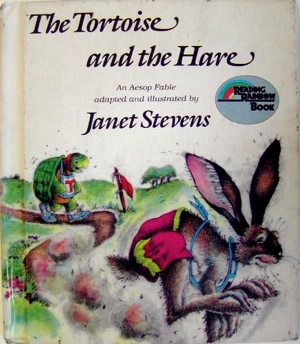 The Tortoise
and the Hare
An Aesop Fable
adapted and illustrated by
Janet Stevens
READING
RAINBOW
BOOK